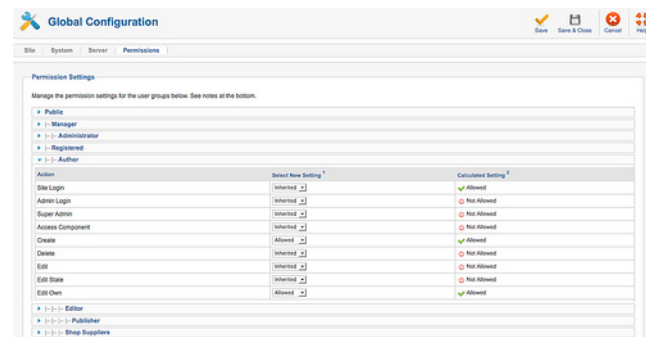 Global Configuration
Save Save & Close Cancel Help
Site System Server Permissions
Permission Settings
Manage the permission settings for the user groups below. See notes at the bottom.
Public
|- Manager
|- |- Administrator
|- Registered
|- |- Author
Action Select New Setting 1 Calculated Setting 2
Site Login Inherited Allowed
Admin Login Inherited Not Allowed
Super Admin Inherited Not Allowed
Access Component Inherited Not Allowed
Create Allowed Allowed
Delete Inherited Not Allowed
Edit Inherited Not Allowed
Edit State Inherited Not Allowed
Edit Own Allowed Allowed
|- |- |- Editor
|- |- |- |- Publisher
|- |- |- Shop Suppliers